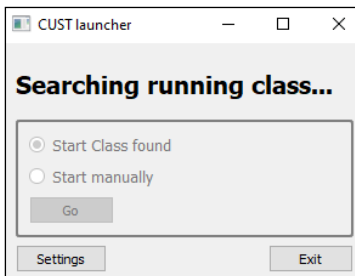 CUST launcher
Searching running class...
Start Class found
Start manually
Go
Settings Exit